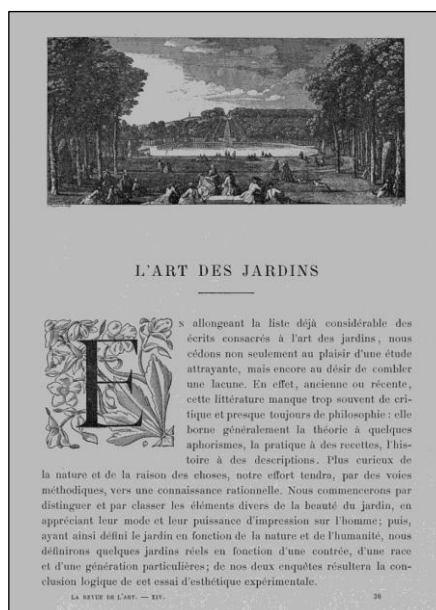 L'ART DES JARDINS
EN allongeant la liste déjà considérable des
écrits consacrés à l'art des jardins, nous
cédons non seulement au plaisir d'une étude
attrayante, mais encore au désir de combler
une lacune. En effet, ancienne ou récente,
cette littérature manque trop souvent de cri-
tique et presque toujours de philosophie : elle
borne généralement la théorie à quelques
aphorismes, la pratique à des recettes, l'his-
toire à des descriptions. Plus curieux de
la nature et de la raison des choses, notre effort tendra, par des voies
méthodiques, vers une connaissance rationnelle. Nous commencerons par
distinguer et par classer les éléments divers de la beauté du jardin, en
appréciant leur mode et leur puissance d'impression sur l'homme; puis,
ayant ainsi défini le jardin en fonction de la nature et de l'humanité, nous
définirons quelques jardins réels en fonction d'une contrée, d'une race
et d'une génération particulières; de nos deux enquêtes résultera la con-
clusion logique de cet essai d'esthétique expérimentale.
LA REVUE DE L'ART. — XIV.